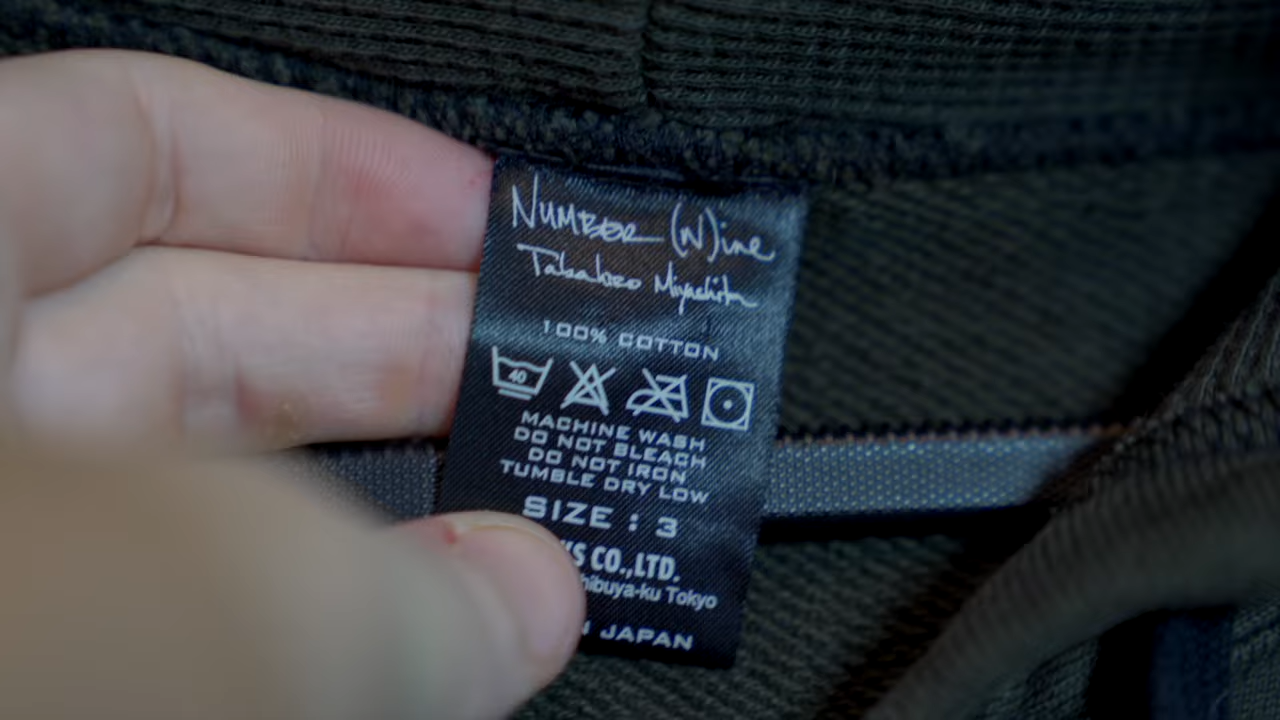 NUMBER (N)ine
Takahiro Miyashita
100% COTTON
40
MACHINE WASH
DO NOT BLEACH
DO NOT IRON
TUMBLE DRY LOW
SIZE : 3
CO.,LTD.
Tokyo
JAPAN